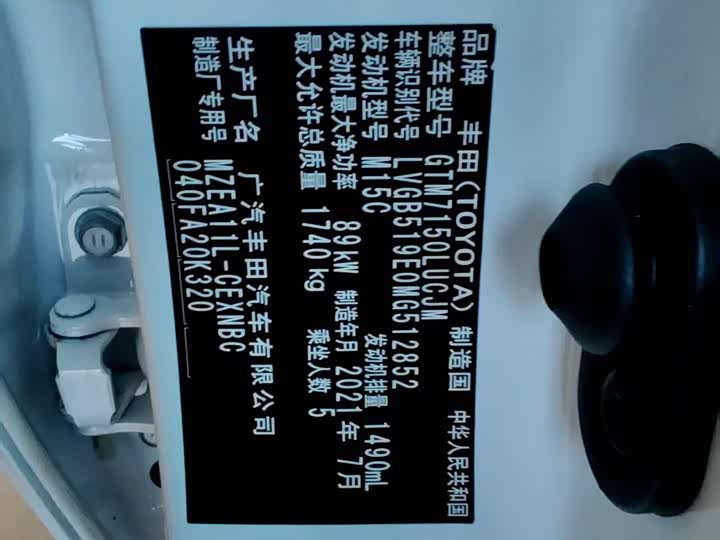 品牌 丰田(TOYOTA) 制造国 中华人民共和国
整车型号 GTM7150LUCJM
车辆识别代号 LVGB519E0MG512852
发动机型号 M15C 发动机排量 1490mL
发动机最大净功率 89kW 制造年月 2021年 7月
最大允许总质量 1740kg 乘坐人数 5
生产厂名 广汽丰田汽车有限公司
制造厂专用号 MZEA11L-CEXNBC
040FA20K320